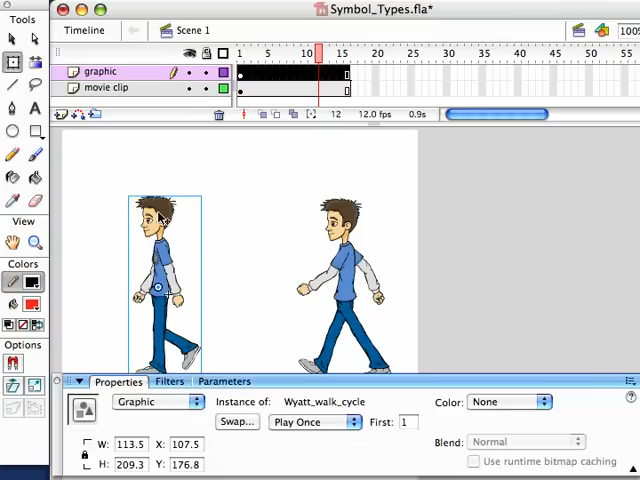 Symbol_Types.fla*
Tools
Timeline
Scene 1
1 5 10 15 20 25 30 35 40 45 50 55
graphic
movie clip
12 12.0 fps 0.9s
A
Colors
Options
Properties Filters Parameters
Graphic Instance of: Wyatt_walk_cycle Color: None
Swap... Play Once First: 1
W: 113.5 X: 107.5 Blend: Normal
H: 209.3 Y: 176.8 Use runtime bitmap caching